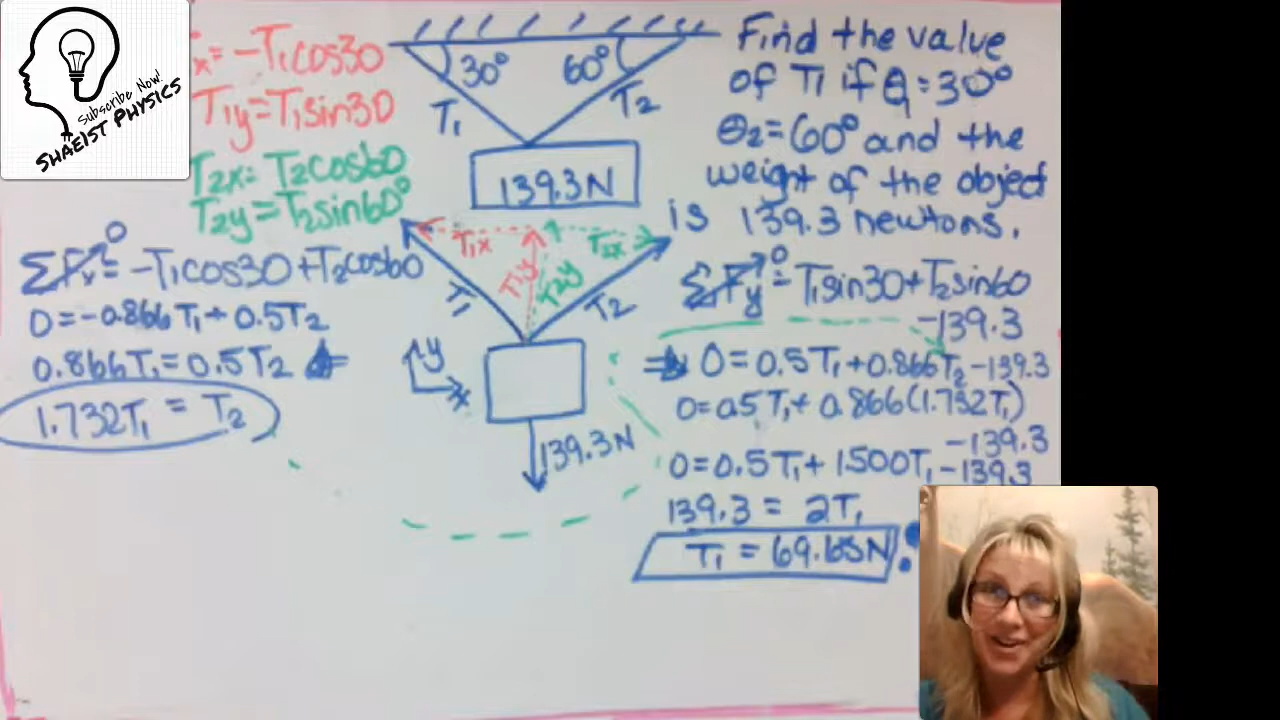 Subscribe Now!
SHAEIST PHYSICS
x = -T₁cos30
T₁y = T₁sin30
T₂x = T₂cos60
T₂y = T₂sin60°
30° 60°
T₁ T₂
139.3N
Find the value
of T₁ if θ₁ = 30°
θ₂ = 60° and the
weight of the object
is 139.3 newtons.
ΣFₓ = -T₁cos30 + T₂cos60
0
0 = -0.866T₁ + 0.5T₂
0.866T₁ = 0.5T₂
1.732T₁ = T₂
T₁x T₂x
T₁y T₂y
T₁ T₂
y
x
139.3N
0
ΣFy = T₁sin30 + T₂sin60
-139.3
0 = 0.5T₁ + 0.866T₂ - 139.3
0 = 0.5T₁ + 0.866(1.732T₁)
-139.3
0 = 0.5T₁ + 1.500T₁ - 139.3
139.3 = 2T₁
T₁ = 69.65N